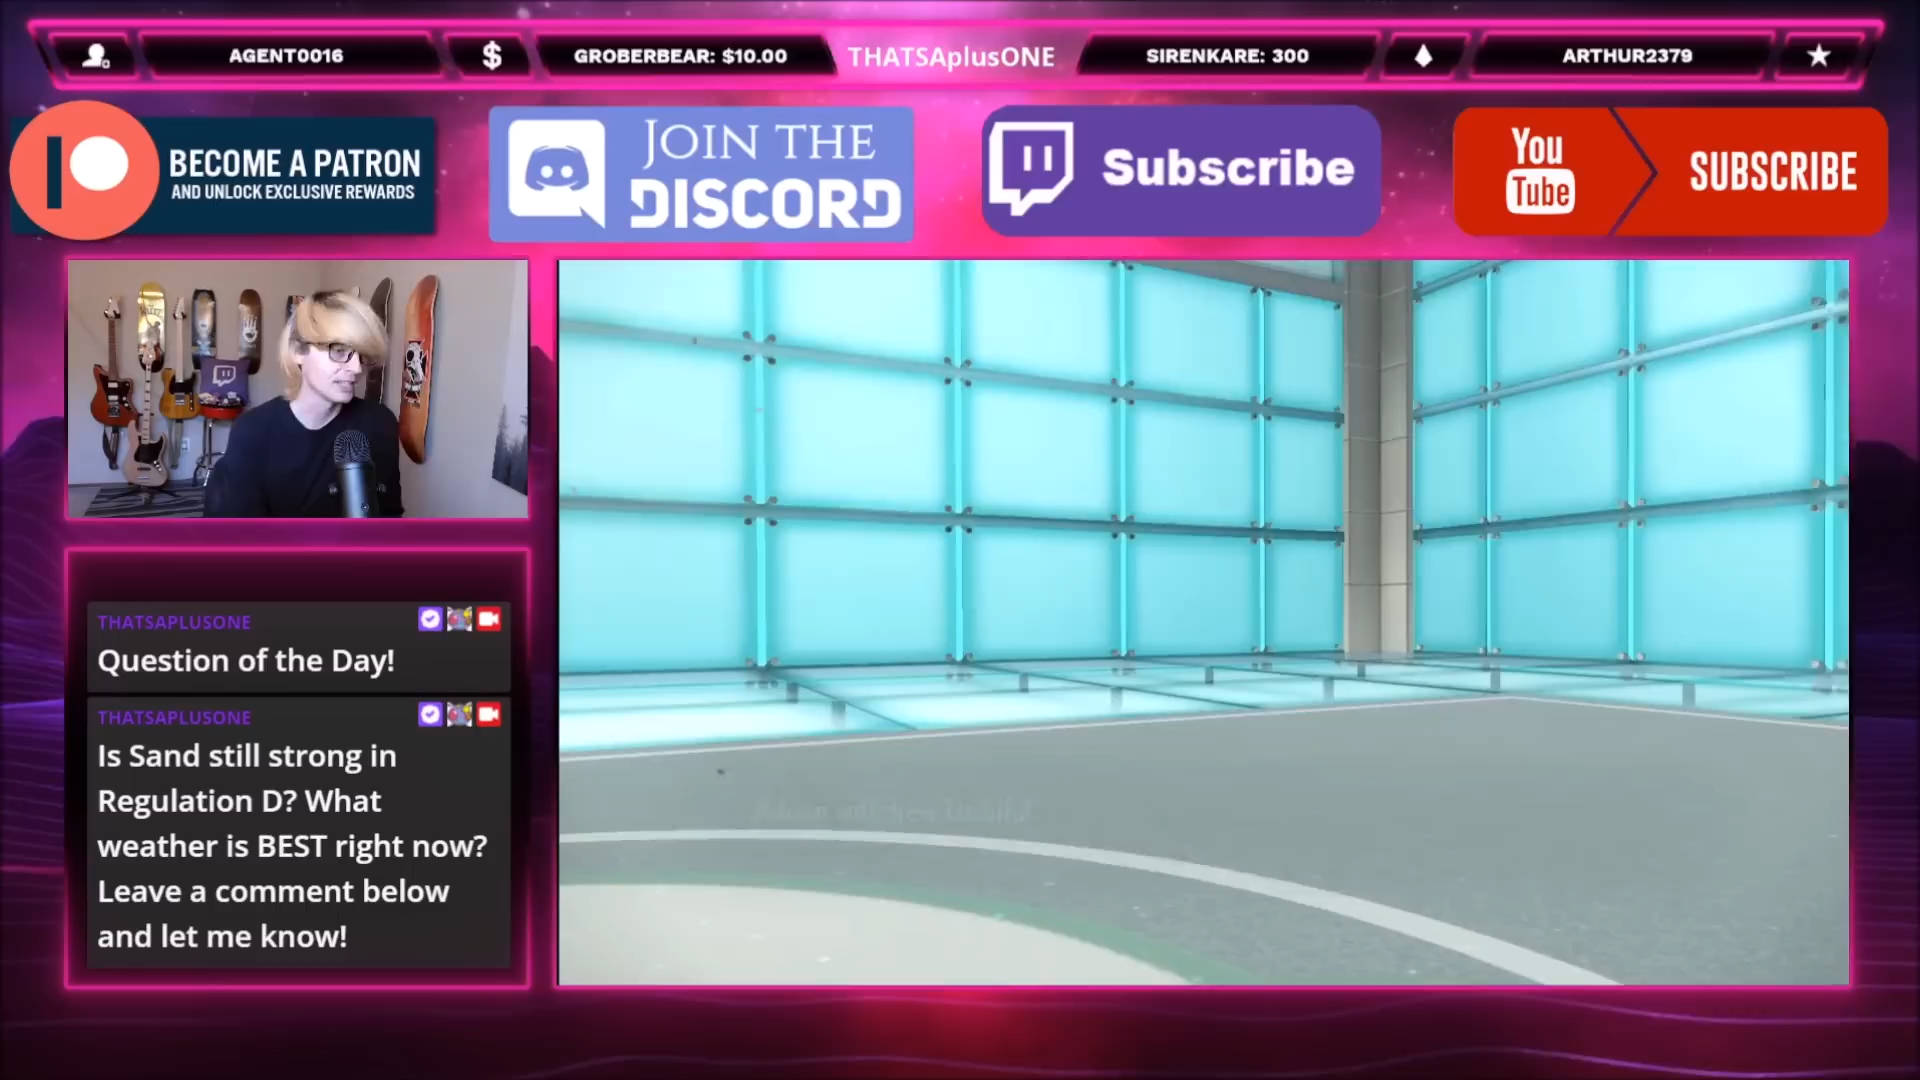 AGENT0016
$
GROBERBEAR: $10.00
THATSAplusONE
SIRENKARE: 300
ARTHUR2379
BECOME A PATRON
AND UNLOCK EXCLUSIVE REWARDS
JOIN THE
DISCORD
Subscribe
You
Tube
SUBSCRIBE
THATSAPLUSONE
Question of the Day!
THATSAPLUSONE
Is Sand still strong in
Regulation D? What
weather is BEST right now?
Leave a comment below
and let me know!